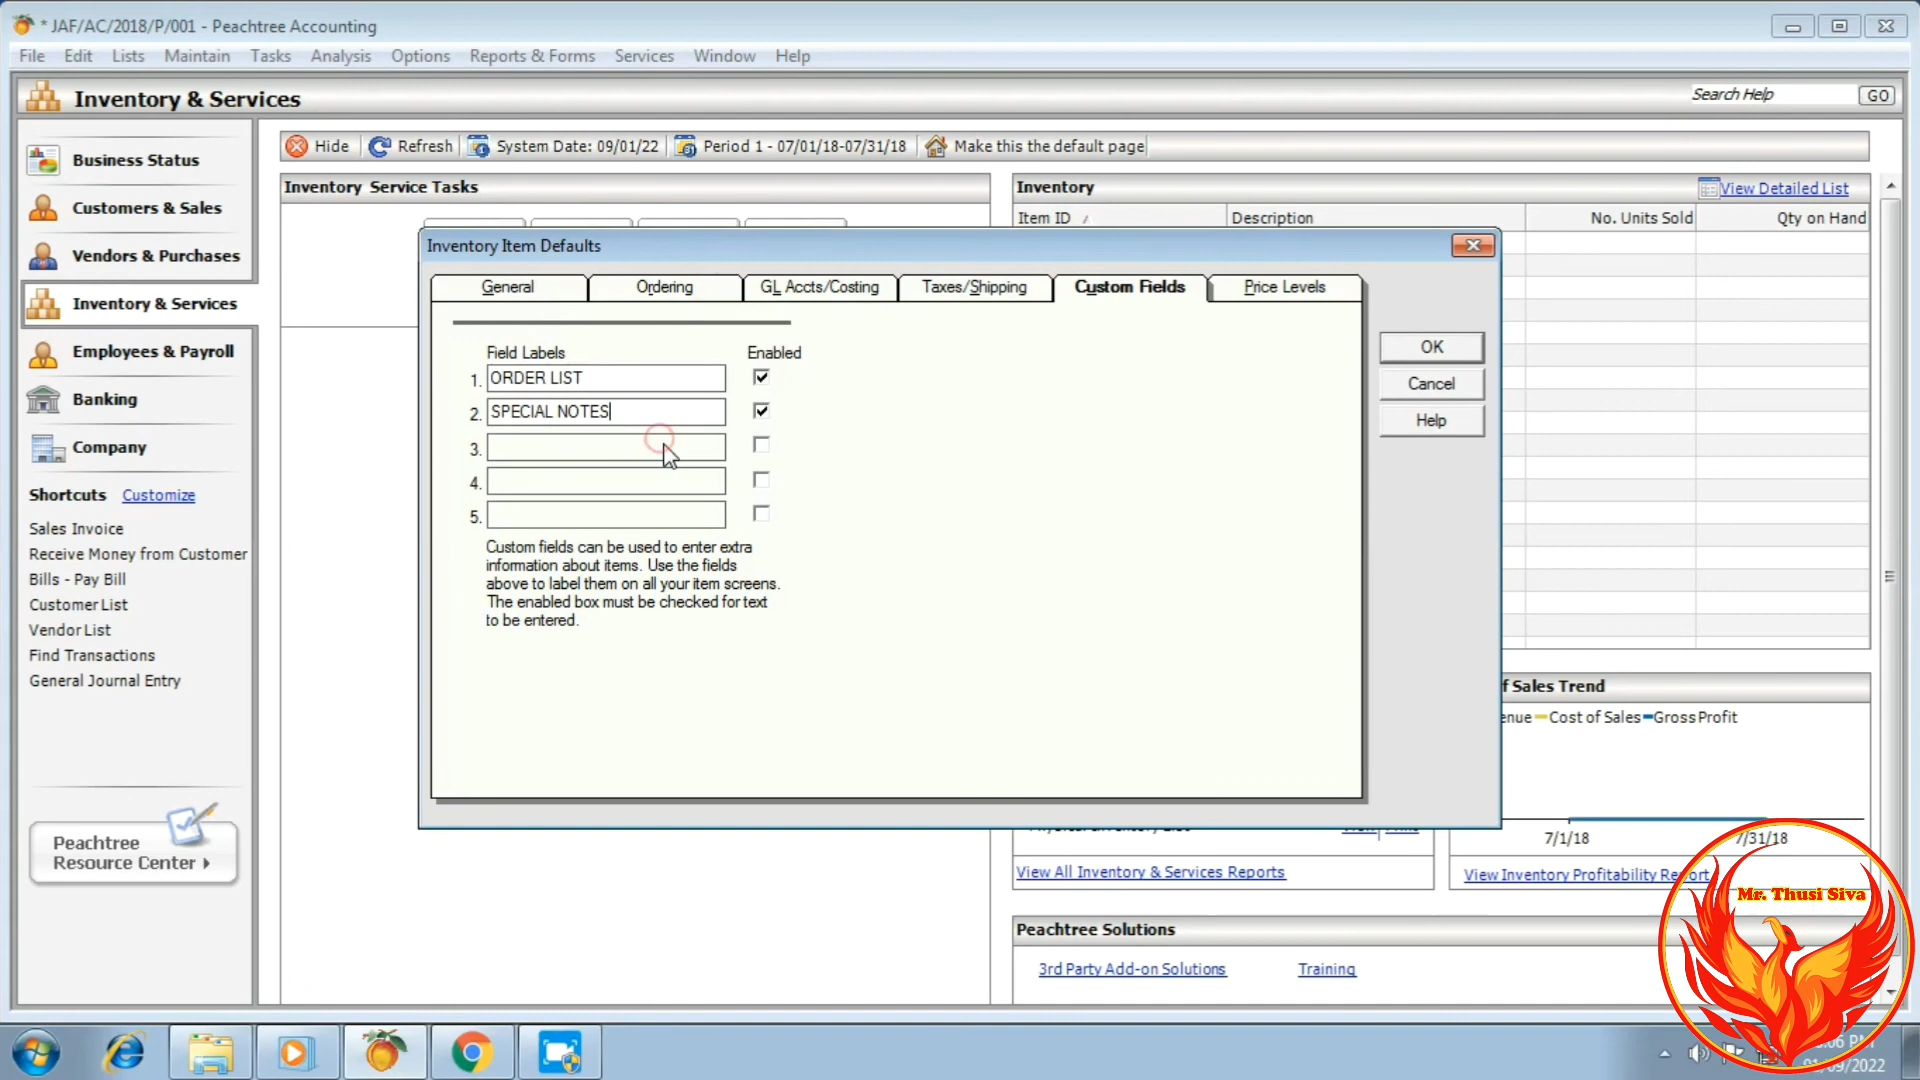 * JAF/AC/2018/P/001 - Peachtree Accounting
File Edit Lists Maintain Tasks Analysis Options Reports & Forms Services Window Help
Inventory & Services
Search Help
GO
Business Status
Customers & Sales
Vendors & Purchases
Inventory & Services
Employees & Payroll
Banking
Company
Shortcuts Customize
Sales Invoice
Receive Money from Customer
Bills - Pay Bill
Customer List
Vendor List
Find Transactions
General Journal Entry
Peachtree
Resource Center
Hide Refresh System Date: 09/01/22 Period 1 - 07/01/18-07/31/18 Make this the default page
Inventory Service Tasks
Inventory
View Detailed List
Item ID Description No. Units Sold Qty on Hand
Inventory Item Defaults
General Ordering GL Accts/Costing Taxes/Shipping Custom Fields Price Levels
Field Labels Enabled
1. ORDER LIST
2. SPECIAL NOTES
3.
4.
5.
Custom fields can be used to enter extra
information about items. Use the fields
above to label them on all your item screens.
The enabled box must be checked for text
to be entered.
OK
Cancel
Help
f Sales Trend
enue Cost of Sales Gross Profit
7/1/18 7/31/18
View All Inventory & Services Reports
View Inventory Profitability Report
Peachtree Solutions
3rd Party Add-on Solutions Training
Mr. Thusi Siva
:06 PM
01/09/2022